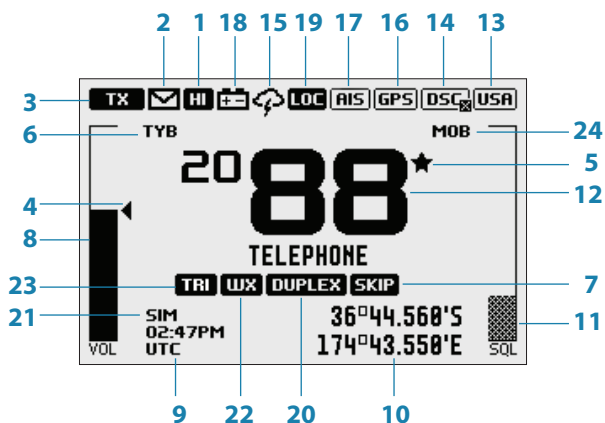 2 1 18 15 19 17 16 14 13
3 TX HI LOC AIS GPS DSC USA
6 TYB MOB 24
5
20 88 12
4
8
TELEPHONE
23 TRI WX DUPLEX SKIP 7
21 SIM 36°44.560'S
02:47PM 11
VOL UTC 174°43.550'E SQL
9 22 20 10